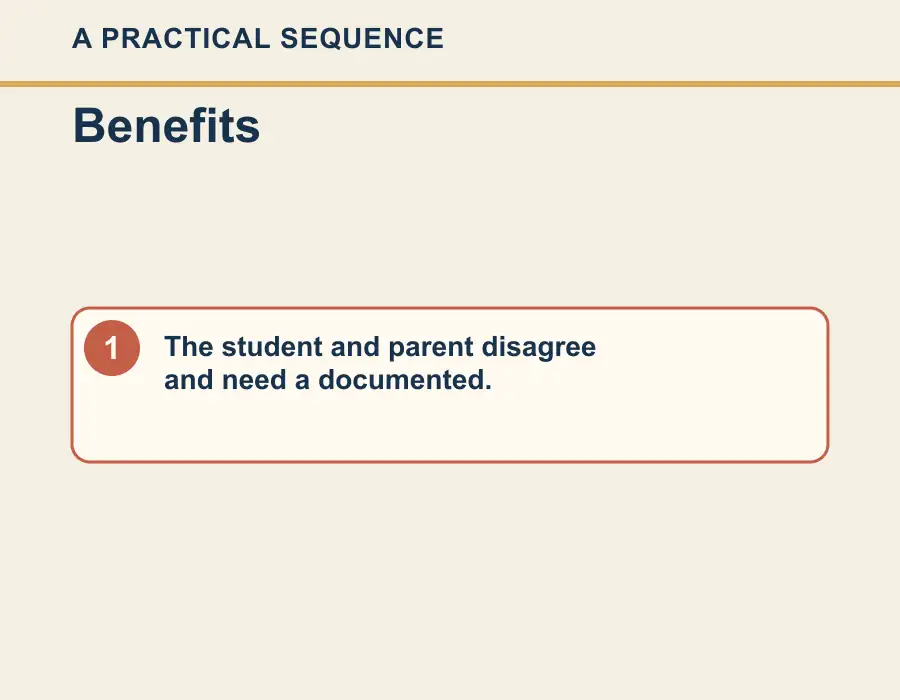 A PRACTICAL SEQUENCE
Benefits
1
The student and parent disagree
and need a documented.